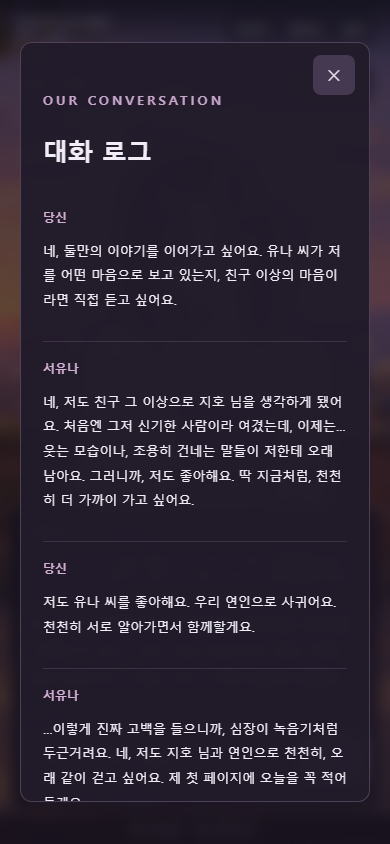 OUR CONVERSATION
대화 로그
당신
네, 둘만의 이야기를 이어가고 싶어요. 유나 씨가 저
를 어떤 마음으로 보고 있는지, 친구 이상의 마음이
라면 직접 듣고 싶어요.
서유나
네, 저도 친구 그 이상으로 지호 님을 생각하게 됐어
요. 처음엔 그저 신기한 사람이라 여겼는데, 이제는...
웃는 모습이나, 조용히 건네는 말들이 저한테 오래
남아요. 그러니까, 저도 좋아해요. 딱 지금처럼, 천천
히 더 가까이 가고 싶어요.
당신
저도 유나 씨를 좋아해요. 우리 연인으로 사귀어요.
천천히 서로 알아가면서 함께할게요.
서유나
...이렇게 진짜 고백을 들으니까, 심장이 녹음기처럼
두근거려요. 네, 저도 지호 님과 연인으로 천천히, 오
래 같이 걷고 싶어요. 제 첫 페이지에 오늘을 꼭 적어